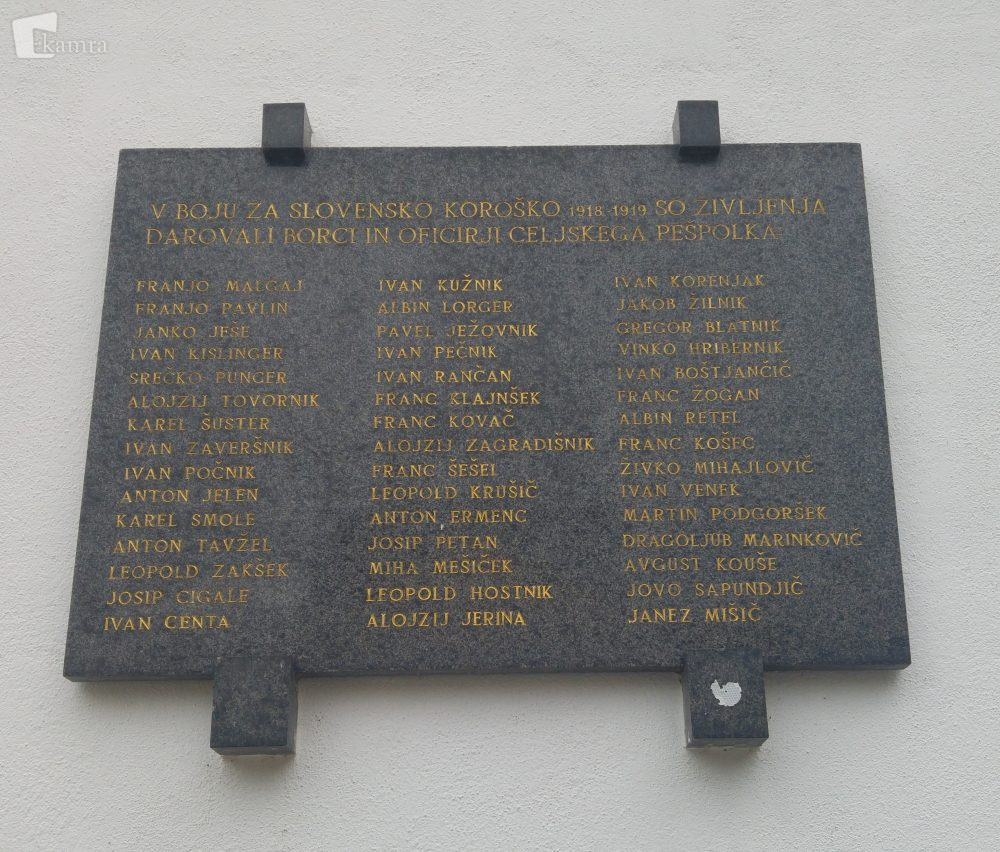 kamra
V BOJU ZA SLOVENSKO KOROŠKO 1918-1919 SO ŽIVLJENJA
DAROVALI BORCI IN OFICIRJI CELJSKEGA PEŠPOLKA:
FRANJO MALGAJ
FRANJO PAVLIN
JANKO JEŠE
IVAN KISLINGER
SREČKO PUNCER
ALOJZIJ TOVORNIK
KAREL ŠUSTER
IVAN ZAVERŠNIK
IVAN POČNIK
ANTON JELEN
KAREL SMOLE
ANTON TAVŽEL
LEOPOLD ZAKŠEK
JOSIP CIGALE
IVAN CENTA
IVAN KUŽNIK
ALBIN LORGER
PAVEL JEŽOVNIK
IVAN PEČNIK
IVAN RANČAN
FRANC KLAJNŠEK
FRANC KOVAČ
ALOJZIJ ZAGRADIŠNIK
FRANC ŠEŠEL
LEOPOLD KRUŠIČ
ANTON ERMENC
JOSIP PETAN
MIHA MEŠIČEK
LEOPOLD HOSTNIK
ALOJZIJ JERINA
IVAN KORENJAK
JAKOB ŽILNIK
GREGOR BLATNIK
VINKO HRIBERNIK
IVAN BOŠTJANČIČ
FRANC ŽOGAN
ALBIN RETEL
FRANC KOŠEC
ŽIVKO MIHAJLOVIČ
IVAN VENEK
MARTIN PODGORŠEK
DRAGOLJUB MARINKOVIČ
AVGUST KOUŠE
JOVO SAPUNDJIČ
JANEZ MIŠIČ